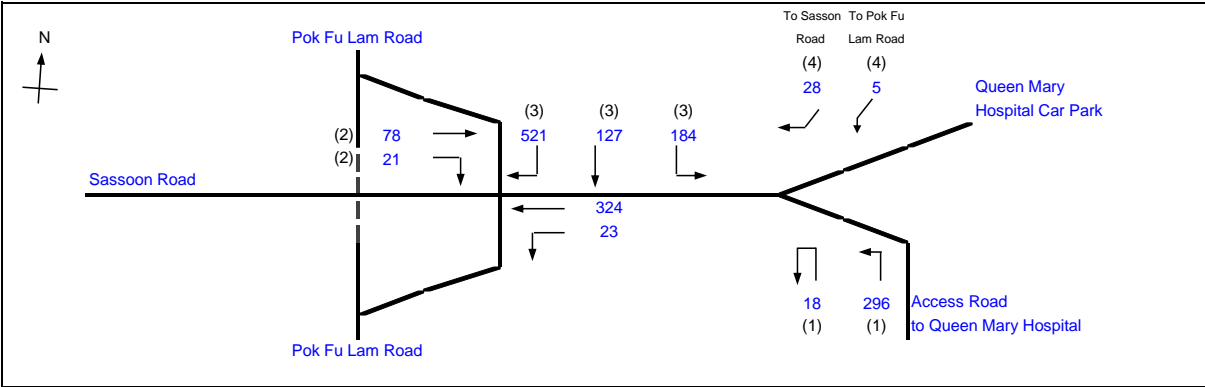 To Sasson To Pok Fu
Road Lam Road
N
Pok Fu Lam Road
(4) (4)
28 5
Queen Mary
Hospital Car Park
(3) (3) (3)
(2) 78 521 127 184
(2) 21
Sassoon Road
324
23
18 296 Access Road
(1) (1) to Queen Mary Hospital
Pok Fu Lam Road